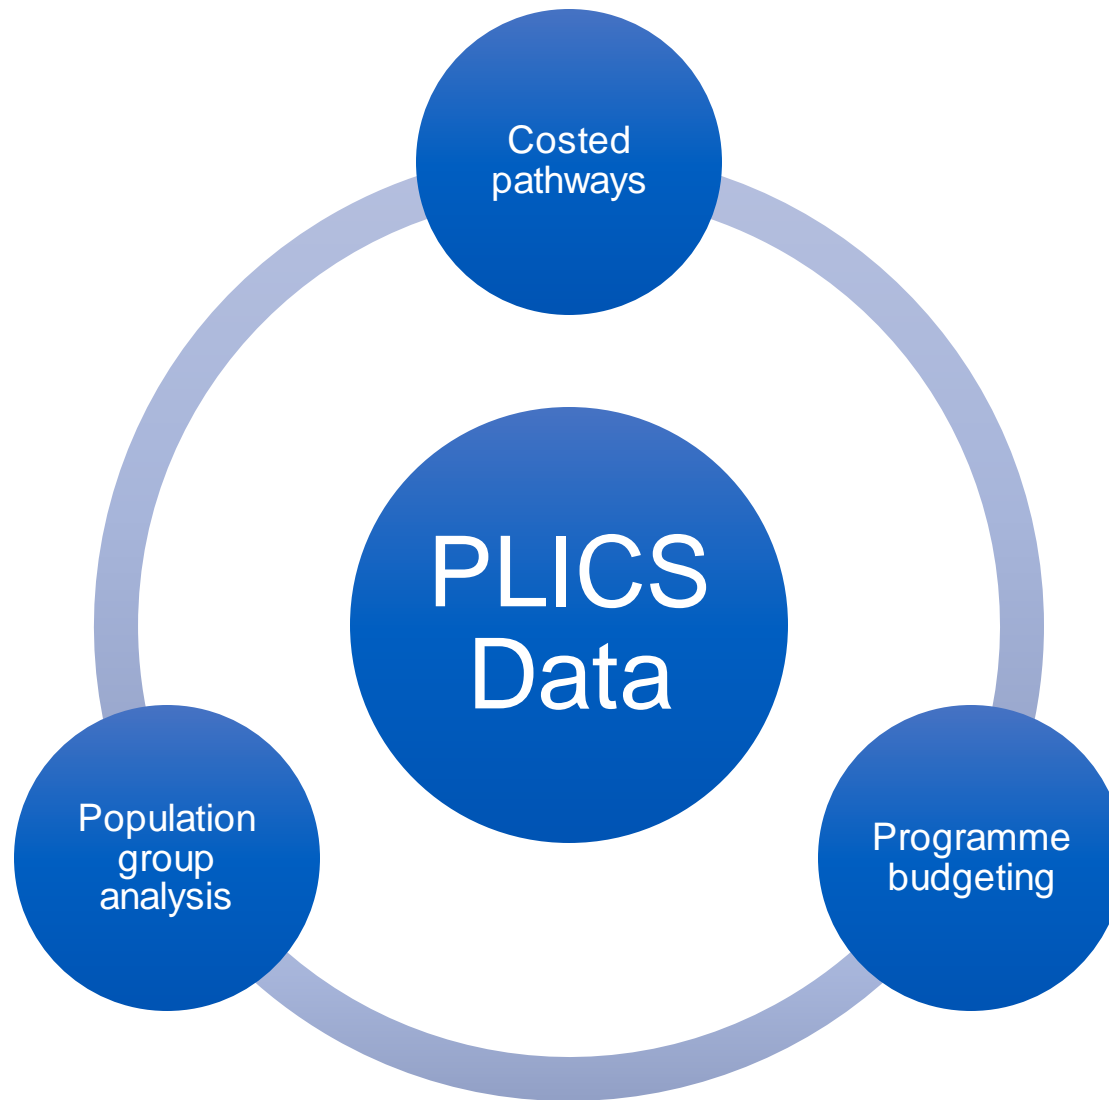 Costed
pathways
PLICS
Data
Population
group
analysis
Programme
budgeting